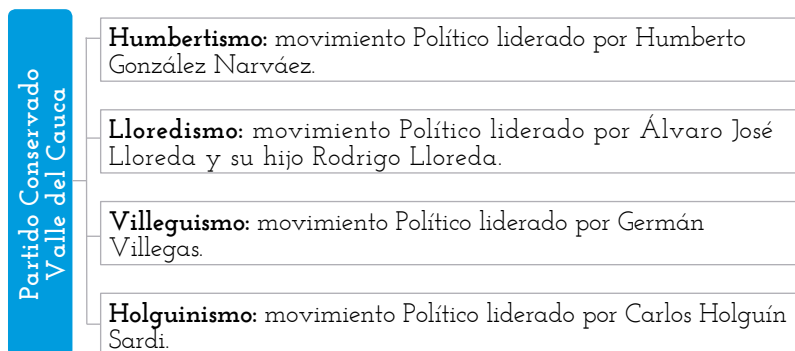 Partido Conservado
Valle del Cauca
Humbertismo: movimiento Político liderado por Humberto
González Narváez.
Lloredismo: movimiento Político liderado por Álvaro José
Lloreda y su hijo Rodrigo Lloreda.
Villeguismo: movimiento Político liderado por Germán
Villegas.
Holguinismo: movimiento Político liderado por Carlos Holguín
Sardi.